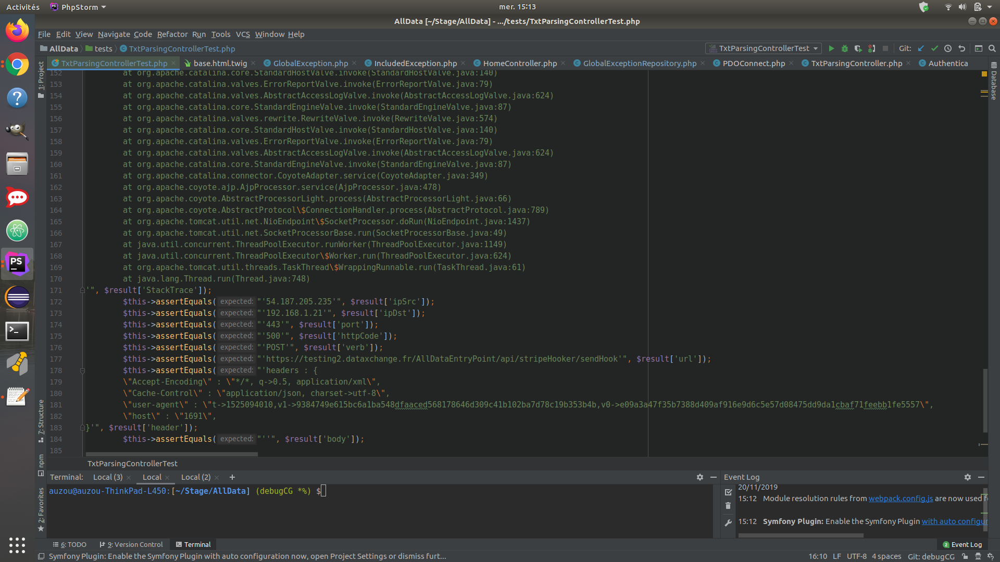 Activités PhpStorm mer. 15:13
AllData [~/Stage/AllData] - .../tests/TxtParsingControllerTest.php
File Edit View Navigate Code Refactor Run Tools VCS Window Help
AllData tests TxtParsingControllerTest.php TxtParsingControllerTest Git:
TxtParsingControllerTest.php base.html.twig GlobalException.php IncludedException.php HomeController.php GlobalExceptionRepository.php PDOConnect.php TxtParsingController.php Authentica
1: Project
7: Structure
npm
2: Favorites
Database
152 at org.apache.catalina.core.StandardHostValve.invoke(StandardHostValve.java:140)
153 at org.apache.catalina.valves.ErrorReportValve.invoke(ErrorReportValve.java:79)
154 at org.apache.catalina.valves.AbstractAccessLogValve.invoke(AbstractAccessLogValve.java:624)
155 at org.apache.catalina.core.StandardEngineValve.invoke(StandardEngineValve.java:87)
156 at org.apache.catalina.valves.rewrite.RewriteValve.invoke(RewriteValve.java:574)
157 at org.apache.catalina.core.StandardHostValve.invoke(StandardHostValve.java:140)
158 at org.apache.catalina.valves.ErrorReportValve.invoke(ErrorReportValve.java:79)
159 at org.apache.catalina.valves.AbstractAccessLogValve.invoke(AbstractAccessLogValve.java:624)
160 at org.apache.catalina.core.StandardEngineValve.invoke(StandardEngineValve.java:87)
161 at org.apache.catalina.connector.CoyoteAdapter.service(CoyoteAdapter.java:349)
162 at org.apache.coyote.ajp.AjpProcessor.service(AjpProcessor.java:478)
163 at org.apache.coyote.AbstractProcessorLight.process(AbstractProcessorLight.java:66)
164 at org.apache.coyote.AbstractProtocol\$ConnectionHandler.process(AbstractProtocol.java:789)
165 at org.apache.tomcat.util.net.NioEndpoint\$SocketProcessor.doRun(NioEndpoint.java:1437)
166 at org.apache.tomcat.util.net.SocketProcessorBase.run(SocketProcessorBase.java:49)
167 at java.util.concurrent.ThreadPoolExecutor.runWorker(ThreadPoolExecutor.java:1149)
168 at java.util.concurrent.ThreadPoolExecutor\$Worker.run(ThreadPoolExecutor.java:624)
169 at org.apache.tomcat.util.threads.TaskThread\$WrappingRunnable.run(TaskThread.java:61)
170 at java.lang.Thread.run(Thread.java:748)
171 '", $result['StackTrace']);
172 $this->assertEquals( expected: "'54.187.205.235'", $result['ipSrc']);
173 $this->assertEquals( expected: "'192.168.1.21'", $result['ipDst']);
174 $this->assertEquals( expected: "'443'", $result['port']);
175 $this->assertEquals( expected: "'500'", $result['httpCode']);
176 $this->assertEquals( expected: "'POST'", $result['verb']);
177 $this->assertEquals( expected: "'https://testing2.dataxchange.fr/AllDataEntryPoint/api/stripeHooker/sendHook'", $result['url']);
178 $this->assertEquals( expected: "'headers : {
179 \"Accept-Encoding\" : \"*/*, q->0.5, application/xml\",
180 \"Cache-Control\" : \"application/json, charset->utf-8\",
181 \"user-agent\" : \"t->1525094010,v1->9384749e615bc6a1ba548dfaaced568178646d309c41b102ba7d78c19b353b4b,v0->e09a3a47f35b7388d409af916e9d6c5e57d08475dd9da1cbaf71feebb1fe5557\",
182 \"host\" : \"1691\",
183 }'", $result['header']);
184 $this->assertEquals( expected: "''", $result['body']);
185
TxtParsingControllerTest
Terminal: Local (3) Local Local (2) +
auzou@auzou-ThinkPad-L450:[~/Stage/AllData] (debugCG *%) $
Event Log
20/11/2019
15:12 Module resolution rules from webpack.config.js are now used f
15:12 Symfony Plugin: Enable the Symfony Plugin with auto configur
6: TODO 9: Version Control Terminal 2 Event Log
Symfony Plugin: Enable the Symfony Plugin with auto configuration now, open Project Settings or dismiss furt... 16:10 LF UTF-8 4 spaces Git: debugCG